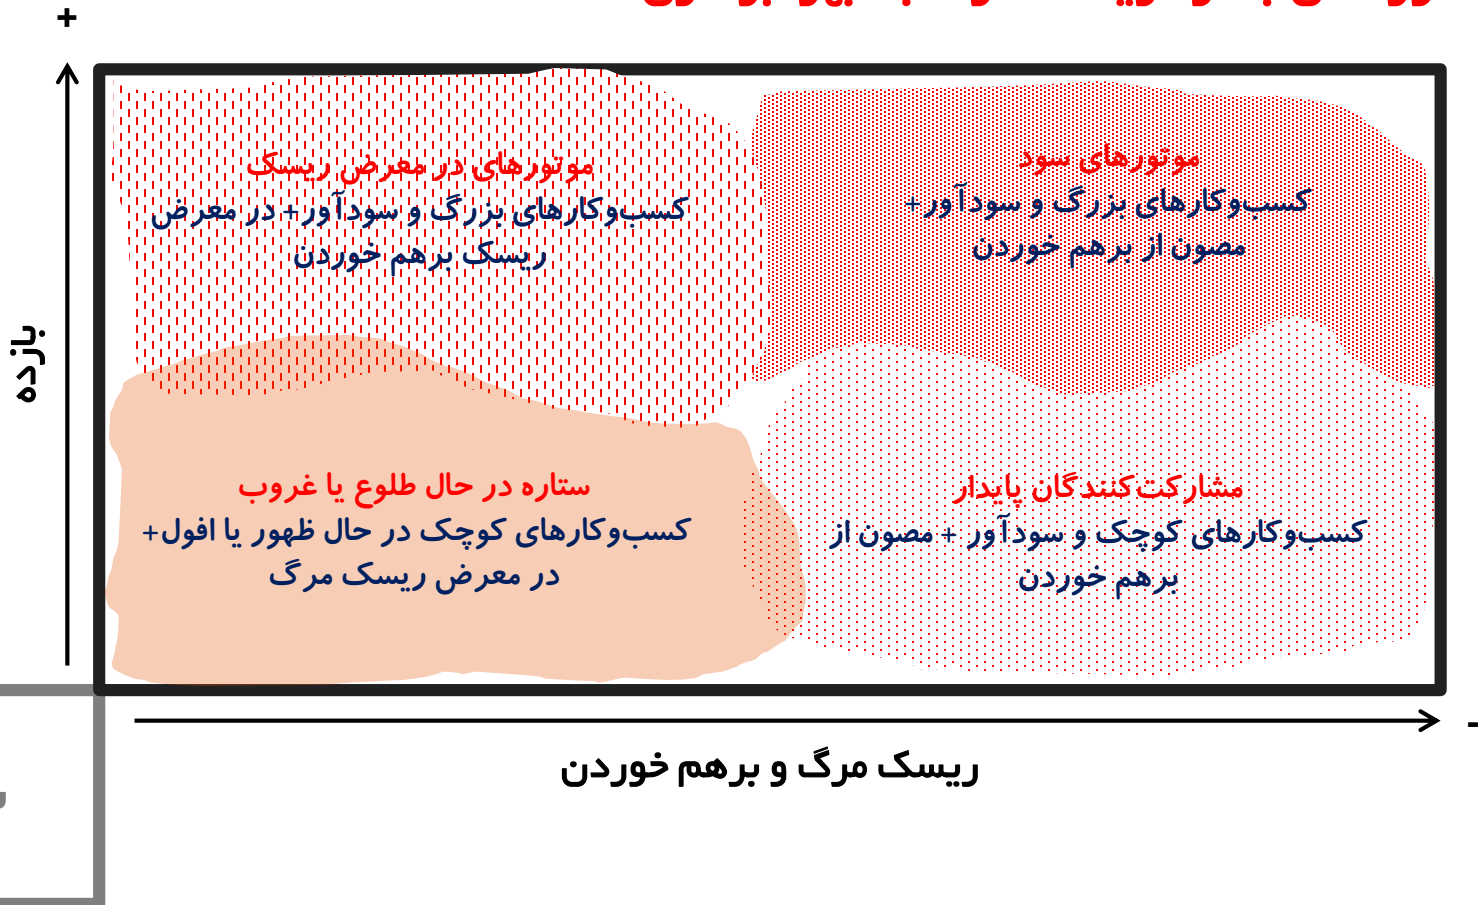 +
موتورهای سود
کسب‌وکارهای بزرگ و سودآور+
مصون از برهم خوردن
موتورهای در معرض ریسک
کسب‌وکارهای بزرگ و سودآور+ در معرض
ریسک برهم خوردن
بازده
مشارکت‌کنندگان پایدار
کسب‌وکارهای کوچک و سودآور + مصون از
برهم خوردن
ستاره در حال طلوع یا غروب
کسب‌وکارهای کوچک در حال ظهور یا افول+
در معرض ریسک مرگ
-
ریسک مرگ و برهم خوردن